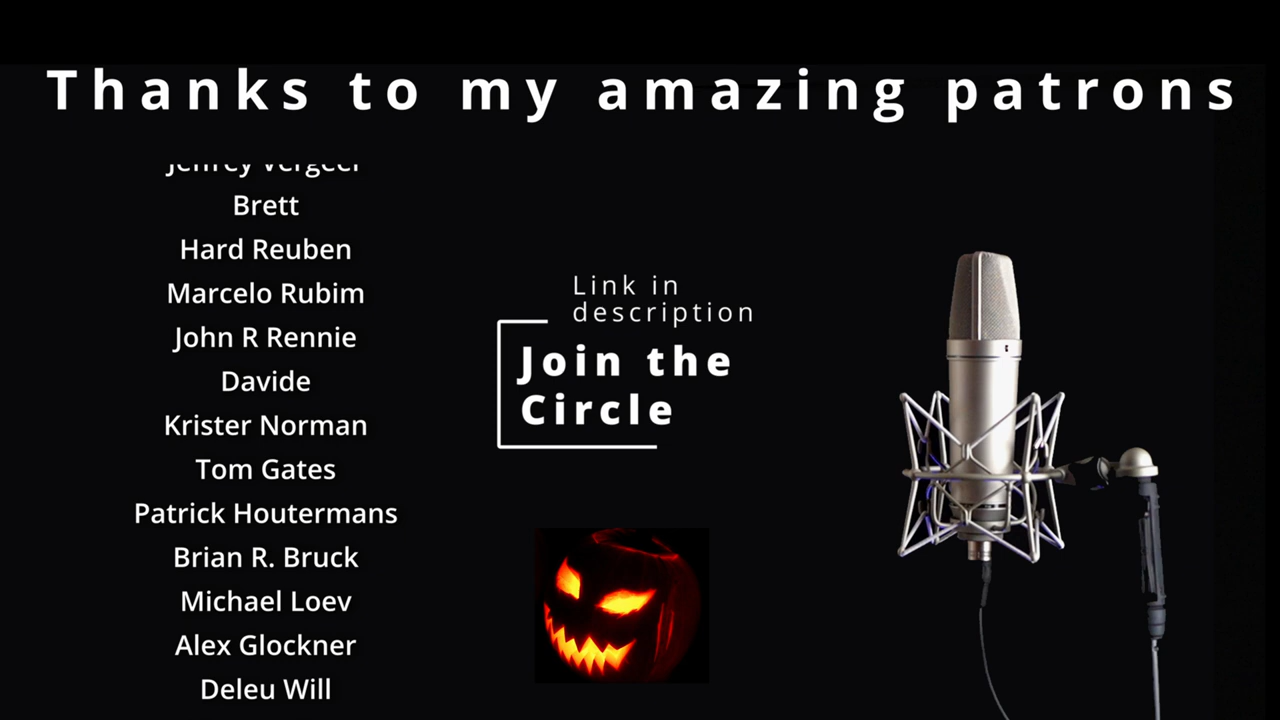 Thanks to my amazing patrons
Brett
Hard Reuben
Marcelo Rubim
John R Rennie
Davide
Krister Norman
Tom Gates
Patrick Houtermans
Brian R. Bruck
Michael Loev
Alex Glockner
Deleu Will
Link in
description
Join the
Circle